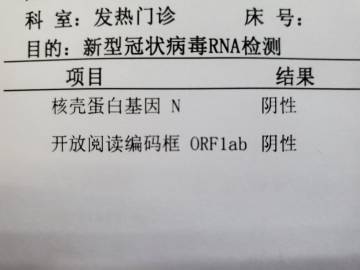 科 室：发热门诊 床 号：
目的：新型冠状病毒RNA检测
项目 结果
核壳蛋白基因 N 阴性
开放阅读编码框 ORF1ab 阴性